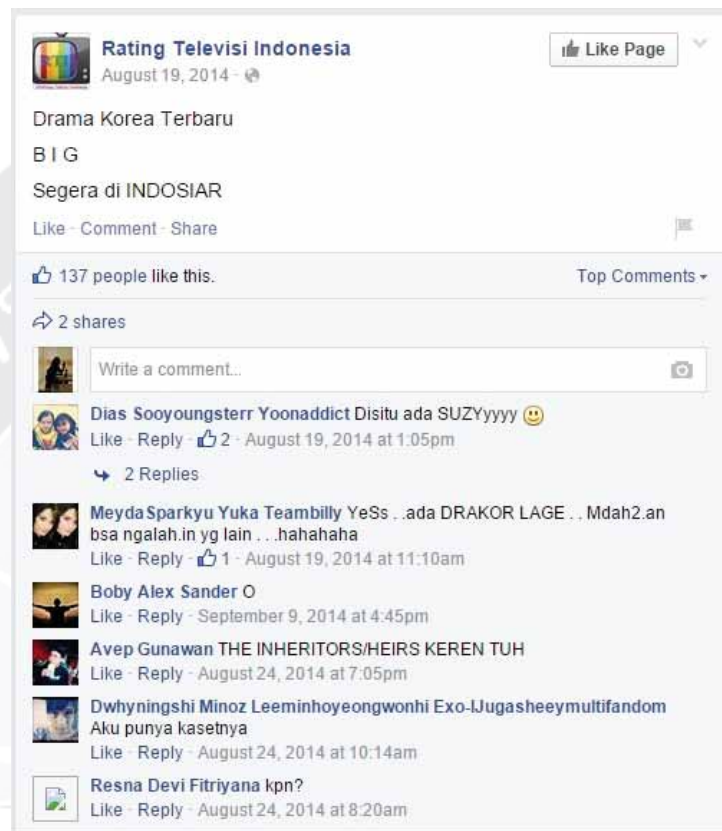 Rating Televisi Indonesia
Like Page
August 19, 2014
Drama Korea Terbaru
B I G
Segera di INDOSIAR
Like · Comment · Share
137 people like this.
Top Comments
2 shares
Write a comment...
Dias Sooyoungsterr Yoonaddict Disitu ada SUZYyyyy
Like · Reply · 2 · August 19, 2014 at 1:05pm
2 Replies
MeydaSparkyu Yuka Teambilly YeSs . .ada DRAKOR LAGE . . Mdah2.an
bsa ngalah.in yg lain . . .hahahaha
Like · Reply · 1 · August 19, 2014 at 11:10am
Boby Alex Sander O
Like · Reply · September 9, 2014 at 4:45pm
Avep Gunawan THE INHERITORS/HEIRS KEREN TUH
Like · Reply · August 24, 2014 at 7:05pm
Dwhyningshi Minoz Leeminhoyeongwonhi Exo-lJugasheeymultifandom
Aku punya kasetnya
Like · Reply · August 24, 2014 at 10:14am
Resna Devi Fitriyana kpn?
Like · Reply · August 24, 2014 at 8:20am